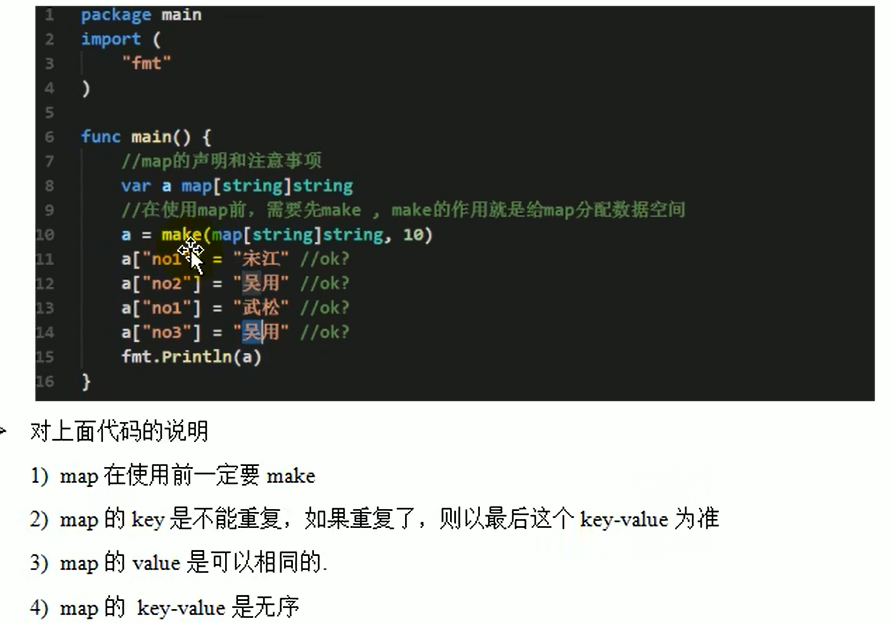 1 package main
2 import (
3 "fmt"
4 )
5
6 func main() {
7 //map的声明和注意事项
8 var a map[string]string
9 //在使用map前，需要先make , make的作用就是给map分配数据空间
10 a = make(map[string]string, 10)
11 a["no1"] = "宋江" //ok?
12 a["no2"] = "吴用" //ok?
13 a["no1"] = "武松" //ok?
14 a["no3"] = "吴用" //ok?
15 fmt.Println(a)
16 }
对上面代码的说明
1) map 在使用前一定要 make
2) map 的 key 是不能重复，如果重复了，则以最后这个 key-value 为准
3) map 的 value 是可以相同的.
4) map 的 key-value 是无序